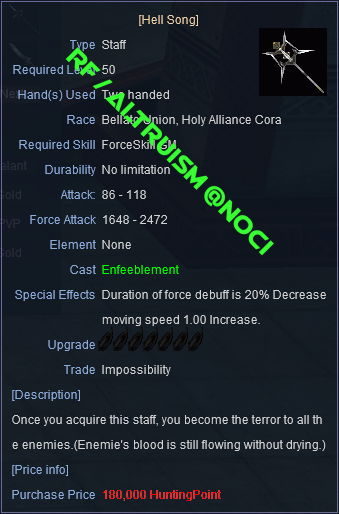 [Hell Song]
Type Staff
Required Level 50
Hand(s) Used Two handed
Race Bellato Union, Holy Alliance Cora
Required Skill ForceSkill GM
Durability No limitation
Attack: 86 - 118
Force Attack 1648 - 2472
Element None
Cast Enfeeblement
Special Effects Duration of force debuff is 20% Decrease
moving speed 1.00 Increase.
Upgrade
Trade Impossibility
[Description]
Once you acquire this staff, you become the terror to all th
e enemies.(Enemie's blood is still flowing without drying.)
[Price info]
Purchase Price 180,000 HuntingPoint
RF / ALTRUISM @NOCI